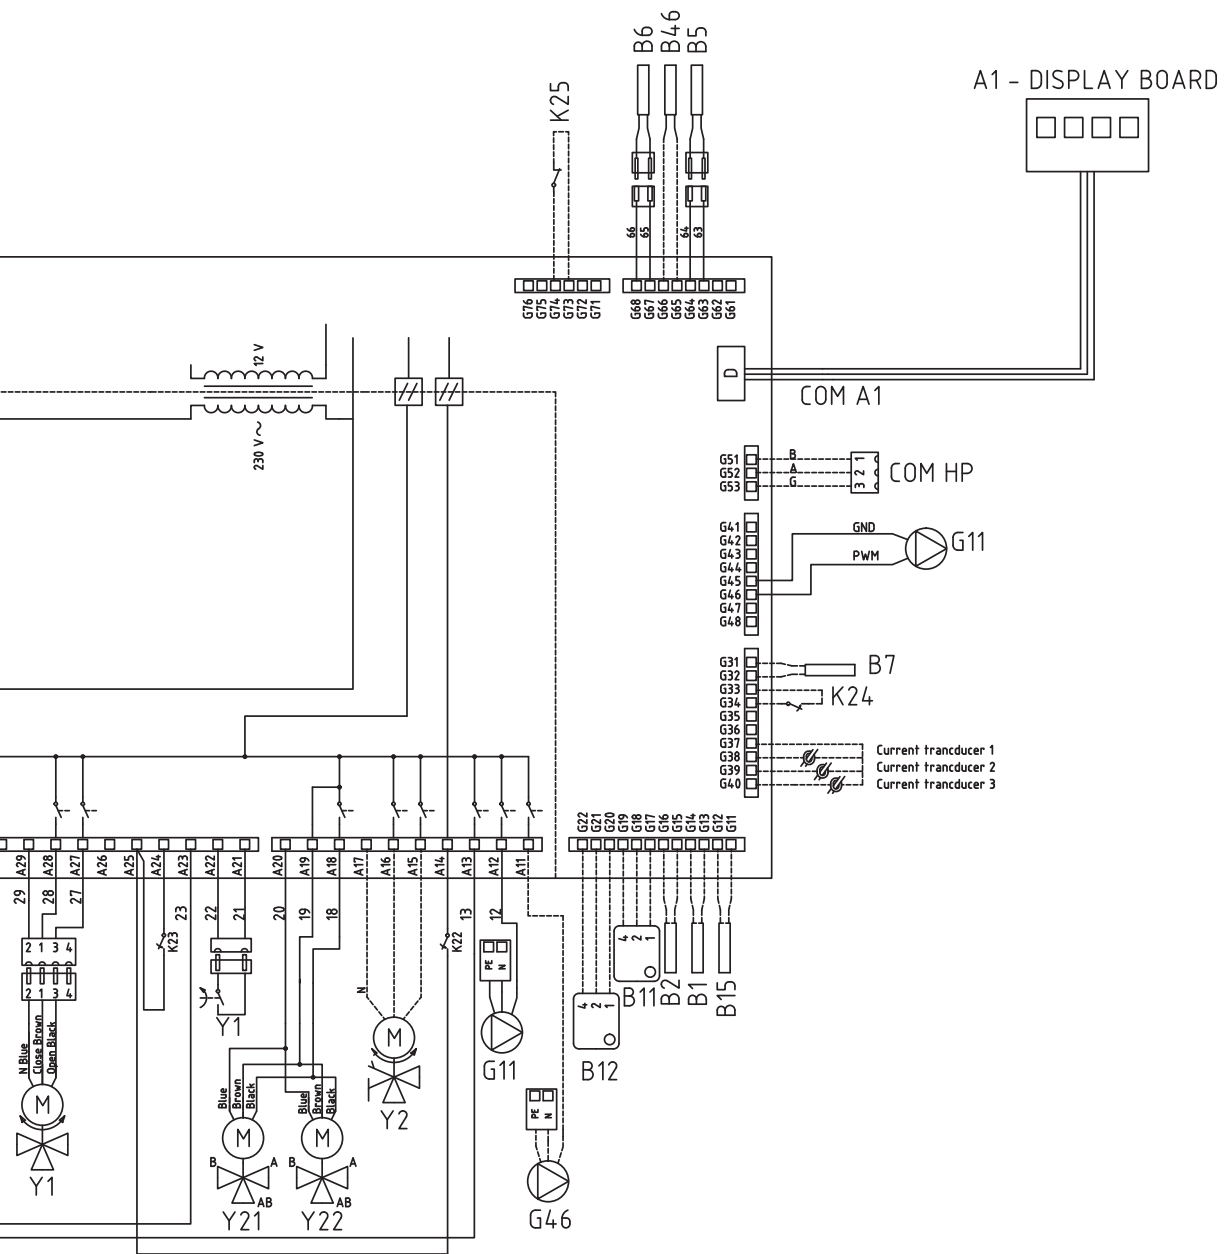 B6
B46
B5
K25
A1 - DISPLAY BOARD
66
65
64
63
G76
G75
G74
G73
G72
G71
G68
G67
G66
G65
G64
G63
G62
G61
12 V
230 V ~
D
COM A1
G51
G52
G53
B
A
G
1
2
3
COM HP
G41
G42
G43
G44
G45
G46
G47
G48
GND
PWM
G11
G31
G32
G33
G34
G35
G36
G37
G38
G39
G40
B7
K24
Current trancducer 1
Current trancducer 2
Current trancducer 3
G22
G21
G20
G19
G18
G17
G16
G15
G14
G13
G12
G11
A29
A28
A27
A26
A25
A24
A23
A22
A21
A20
A19
A18
A17
A16
A15
A14
A13
A12
A11
29
28
27
23
22
21
20
19
18
13
12
K23
K22
2 1 3 4
2 1 3 4
N Blue
Close Brown
Open Black
M
Y1
Y1
Blue
Brown
Black
Blue
Brown
Black
M
M
B
A
AB
B
A
AB
Y21
Y22
N
M
Y2
PE
N
G11
PE
N
G46
4 2 1
B12
4 2 1
B11
B2
B1
B15